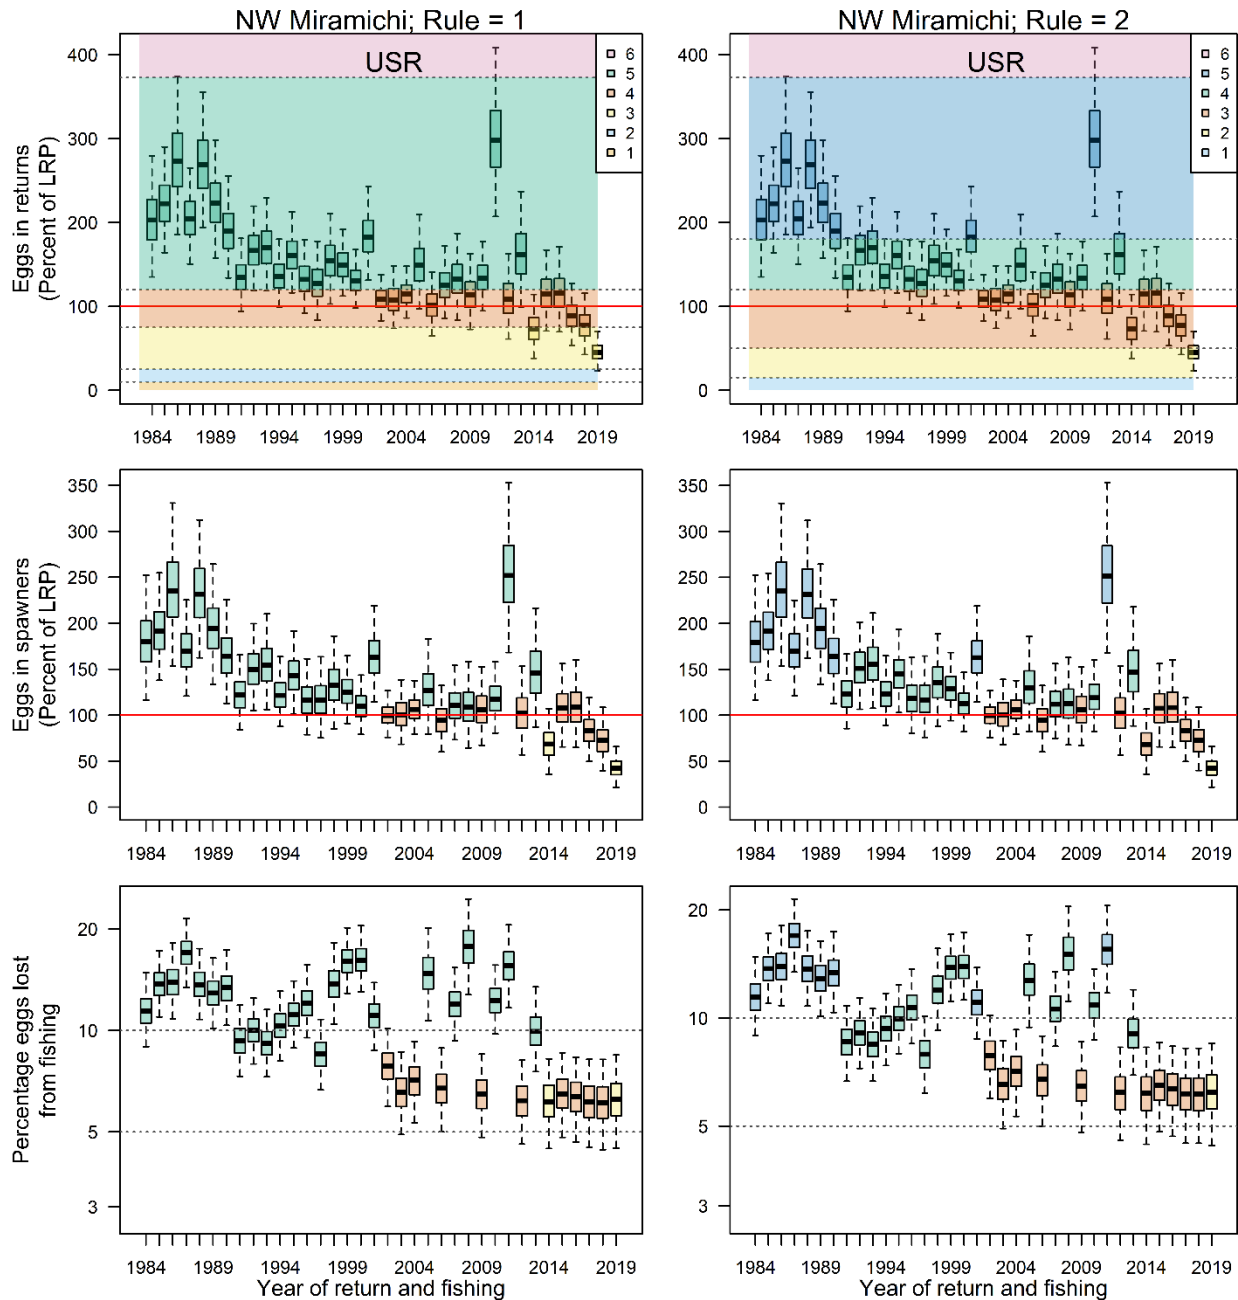 NW Miramichi; Rule = 1
NW Miramichi; Rule = 2
Eggs in returns
(Percent of LRP)
400
300
200
100
0
USR
6
5
4
3
2
1
1984 1989 1994 1999 2004 2009 2014 2019
400
300
200
100
0
USR
6
5
4
3
2
1
1984 1989 1994 1999 2004 2009 2014 2019
Eggs in spawners
(Percent of LRP)
350
300
250
200
150
100
50
0
1984 1989 1994 1999 2004 2009 2014 2019
350
300
250
200
150
100
50
0
1984 1989 1994 1999 2004 2009 2014 2019
Percentage eggs lost
from fishing
20
10
5
3
1984 1989 1994 1999 2004 2009 2014 2019
Year of return and fishing
20
10
5
3
1984 1989 1994 1999 2004 2009 2014 2019
Year of return and fishing